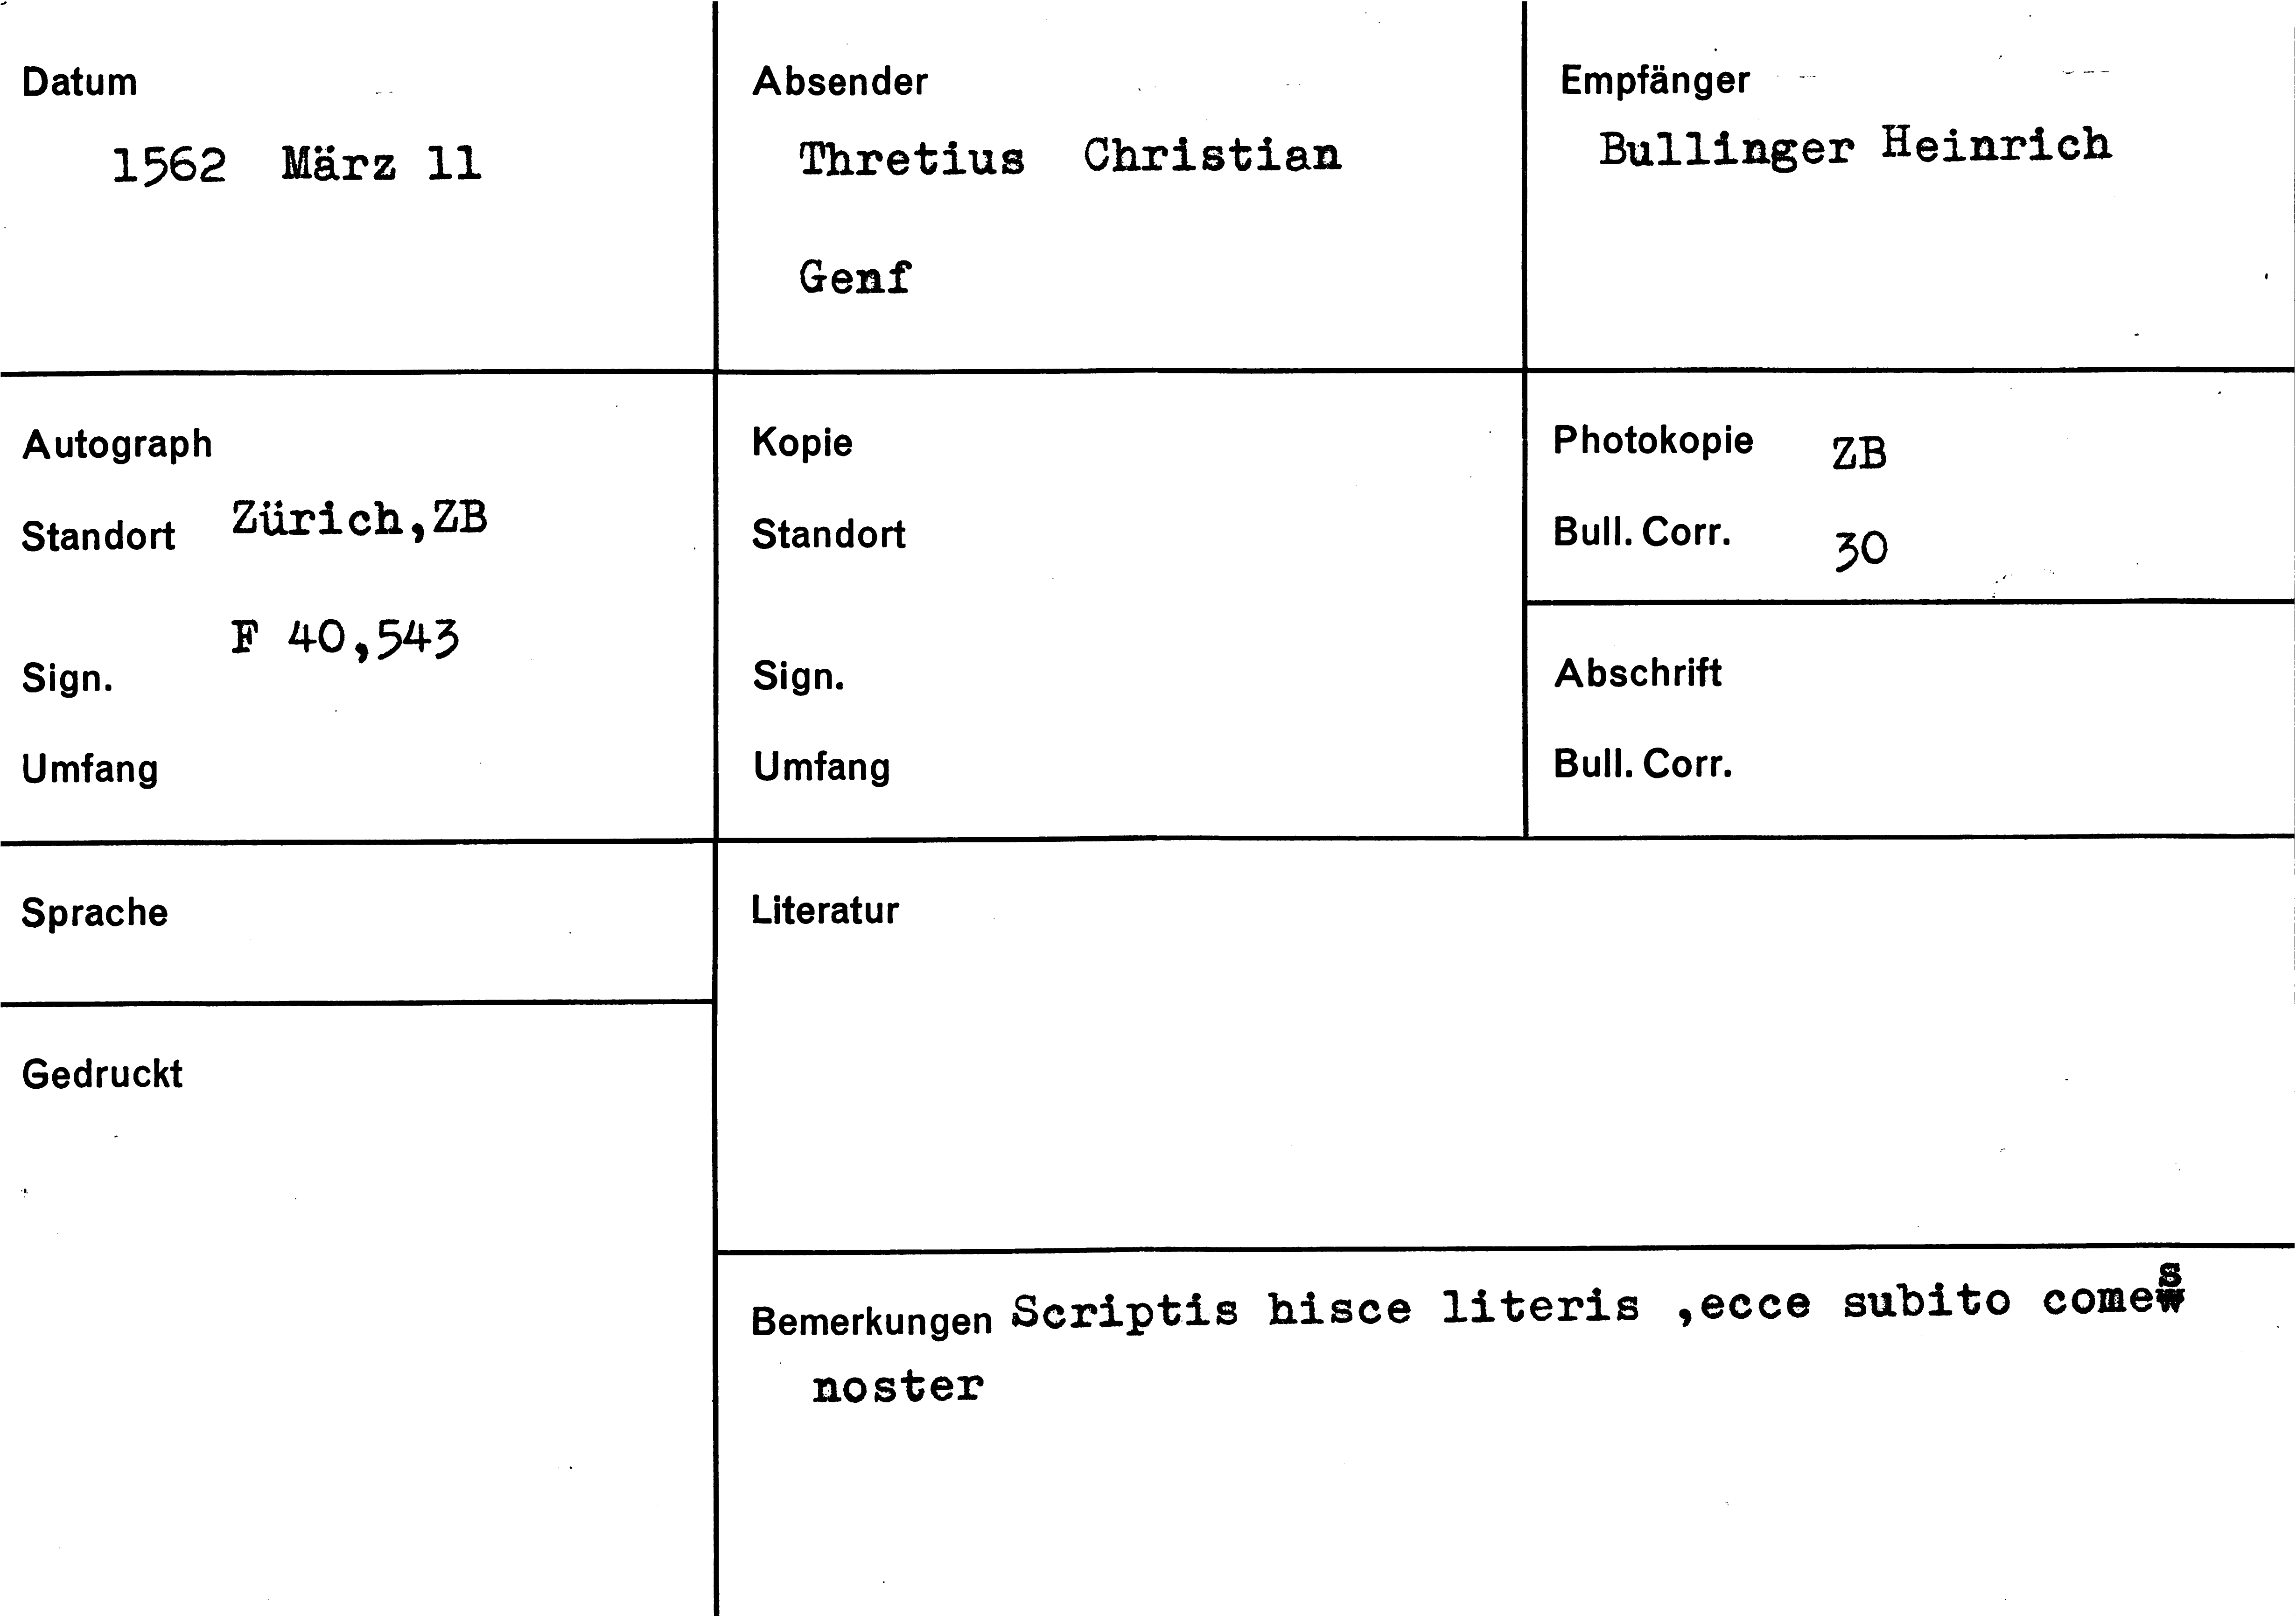 Datum
1562 März 11
Absender
Thretius Christian
Genf
Empfänger
Bullinger Heinrich
Autograph
Standort Zürich,ZB
F 40,543
Sign.
Umfang
Kopie
Standort
Sign.
Umfang
Photokopie ZB
Bull. Corr. 30
Abschrift
Bull. Corr.
Sprache
Gedruckt
Literatur
Bemerkungen Scriptis hisce literis ,ecce subito comes
noster